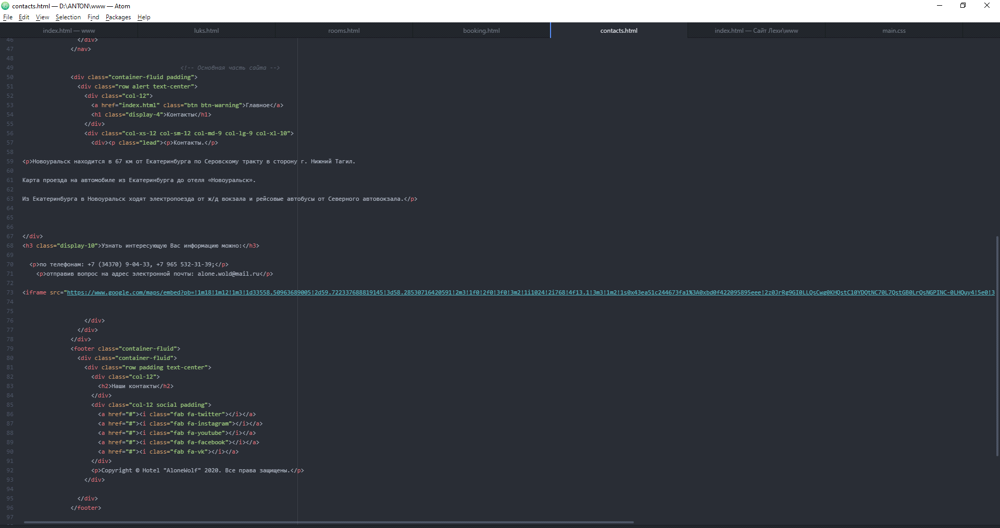 contacts.html — D:\ANTON\www — Atom
File Edit View Selection Find Packages Help
index.html — www luks.html rooms.html booking.html contacts.html index.html — Сайт Лехи\www main.css
46 </div>
47 </nav>
48
49 <!-- Основная часть сайта -->
50 <div class="container-fluid padding">
51 <div class="row alert text-center">
52 <div class="col-12">
53 <a href="index.html" class="btn btn-warning">Главное</a>
54 <h1 class="display-4">Контакты</h1>
55 </div>
56 <div class="col-xs-12 col-sm-12 col-md-9 col-lg-9 col-xl-10">
57 <div><p class="lead"><p>Контакты.</p>
58
59 <p>Новоуральск находится в 67 км от Екатеринбурга по Серовскому тракту в сторону г. Нижний Тагил.
60
61 Карта проезда на автомобиле из Екатеринбурга до отеля «Новоуральск».
62
63 Из Екатеринбурга в Новоуральск ходят электропоезда от ж/д вокзала и рейсовые автобусы от Северного автовокзала.</p>
64
65
66
67 </div>
68 <h3 class="display-10">Узнать интересующую Вас информацию можно:</h3>
69
70 <p>по телефонам: +7 (34370) 9-04-33, +7 965 532-31-39;</p>
71 <p>отправив вопрос на адрес электронной почты: alone.wold@mail.ru</p>
72
73 <iframe src="https://www.google.com/maps/embed?pb=!1m18!1m12!1m3!1d33558.50963689005!2d59.722337688819145!3d58.28530716420591!2m3!1f0!2f0!3f0!3m2!1i1024!2i768!4f13.1!3m3!1m2!1s0x43ea51c244673fa1%3A0xbd0f422095895eee!2z0JrRg9GI0LLQsCwg0KHQstC10YDQtNC70L7QstGB0LrQsNGPINC-0LHQuy4!5e0!3
74
75
76 </div>
77 </div>
78 </div>
79 <footer class="container-fluid">
80 <div class="container-fluid">
81 <div class="row padding text-center">
82 <div class="col-12">
83 <h2>Наши контакты</h2>
84 </div>
85 <div class="col-12 social padding">
86 <a href="#"><i class="fab fa-twitter"></i></a>
87 <a href="#"><i class="fab fa-instagram"></i></a>
88 <a href="#"><i class="fab fa-youtube"></i></a>
89 <a href="#"><i class="fab fa-facebook"></i></a>
90 <a href="#"><i class="fab fa-vk"></i></a>
91 </div>
92 <p>Copyright © Hotel "AloneWolf" 2020. Все права защищены.</p>
93 </div>
94
95 </div>
96 </footer>
97